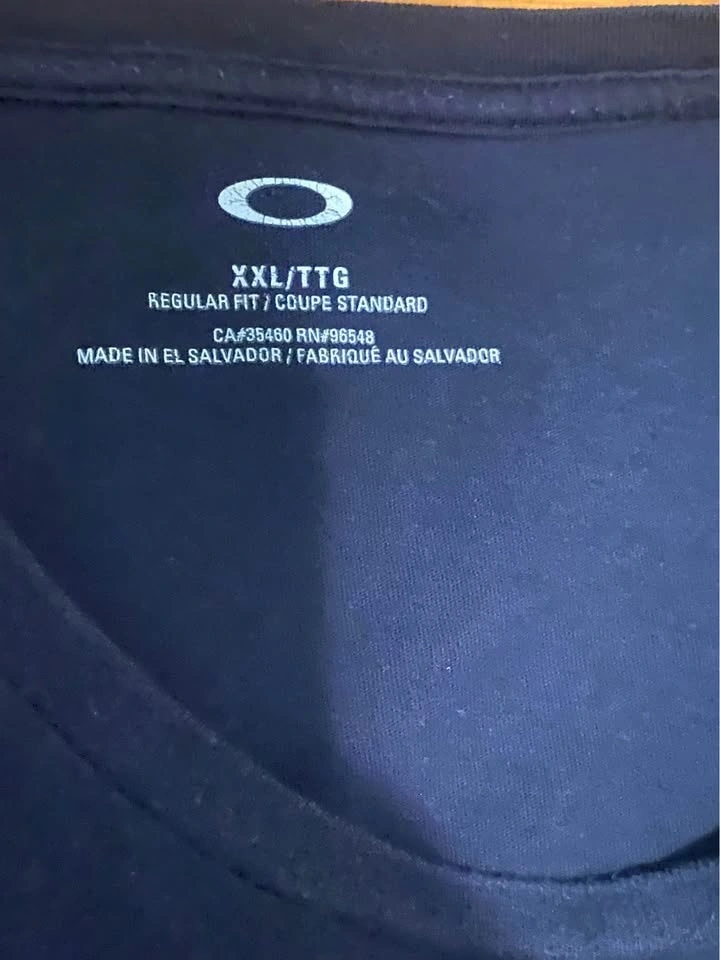 XXL/TTG
REGULAR FIT / COUPE STANDARD
CA#35460 RN#96548
MADE IN EL SALVADOR / FABRIQUÉ AU SALVADOR